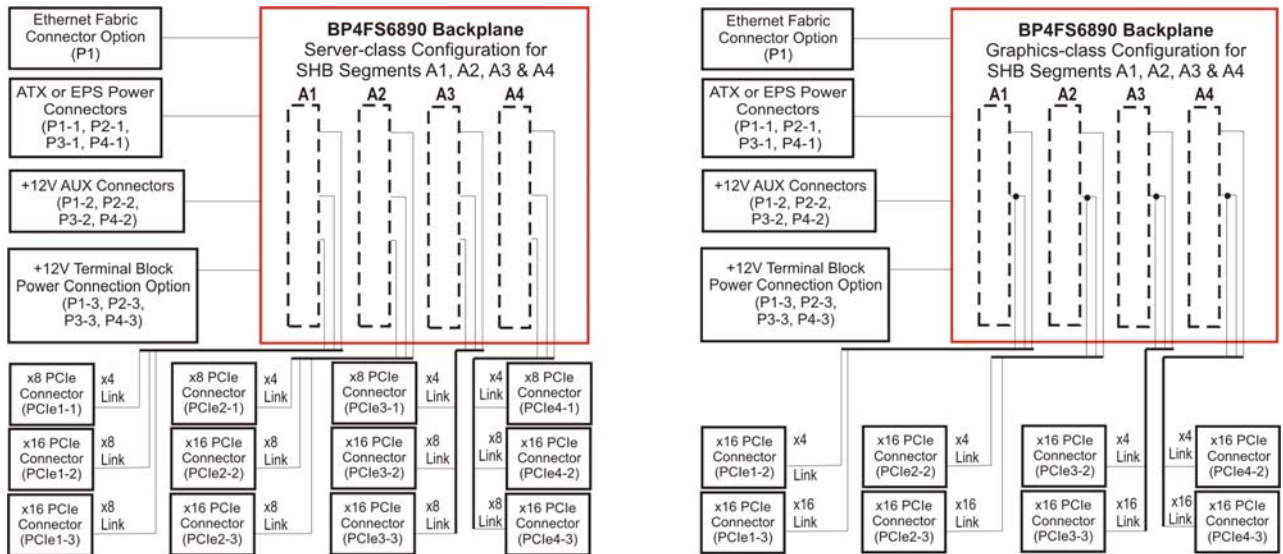 Ethernet Fabric
Connector Option
(P1)
ATX or EPS Power
Connectors
(P1-1, P2-1,
P3-1, P4-1)
+12V AUX Connectors
(P1-2, P2-2,
P3-2, P4-2)
+12V Terminal Block
Power Connection Option
(P1-3, P2-3,
P3-3, P4-3)
BP4FS6890 Backplane
Server-class Configuration for
SHB Segments A1, A2, A3 & A4
A1 A2 A3 A4
x8 PCIe
Connector
(PCIe1-1)
x4
Link
x8 PCIe
Connector
(PCIe2-1)
x4
Link
x8 PCIe
Connector
(PCIe3-1)
x4
Link
x4
Link
x8 PCIe
Connector
(PCIe4-1)
x16 PCIe
Connector
(PCIe1-2)
x8
Link
x16 PCIe
Connector
(PCIe2-2)
x8
Link
x16 PCIe
Connector
(PCIe3-2)
x8
Link
x8
Link
x16 PCIe
Connector
(PCIe4-2)
x16 PCIe
Connector
(PCIe1-3)
x8
Link
x16 PCIe
Connector
(PCIe2-3)
x8
Link
x16 PCIe
Connector
(PCIe3-3)
x8
Link
x8
Link
x16 PCIe
Connector
(PCIe4-3)
Ethernet Fabric
Connector Option
(P1)
ATX or EPS Power
Connectors
(P1-1, P2-1,
P3-1, P4-1)
+12V AUX Connectors
(P1-2, P2-2,
P3-2, P4-2)
+12V Terminal Block
Power Connection Option
(P1-3, P2-3,
P3-3, P4-3)
BP4FS6890 Backplane
Graphics-class Configuration for
SHB Segments A1, A2, A3 & A4
A1 A2 A3 A4
x16 PCIe
Connector
(PCIe1-2)
x4
Link
x16 PCIe
Connector
(PCIe2-2)
x4
Link
x16 PCIe
Connector
(PCIe3-2)
x4
Link
x4
Link
x16 PCIe
Connector
(PCIe4-2)
x16 PCIe
Connector
(PCIe1-3)
x16
Link
x16 PCIe
Connector
(PCIe2-3)
x16
Link
x16 PCIe
Connector
(PCIe3-3)
x16
Link
x16
Link
x16 PCIe
Connector
(PCIe4-3)